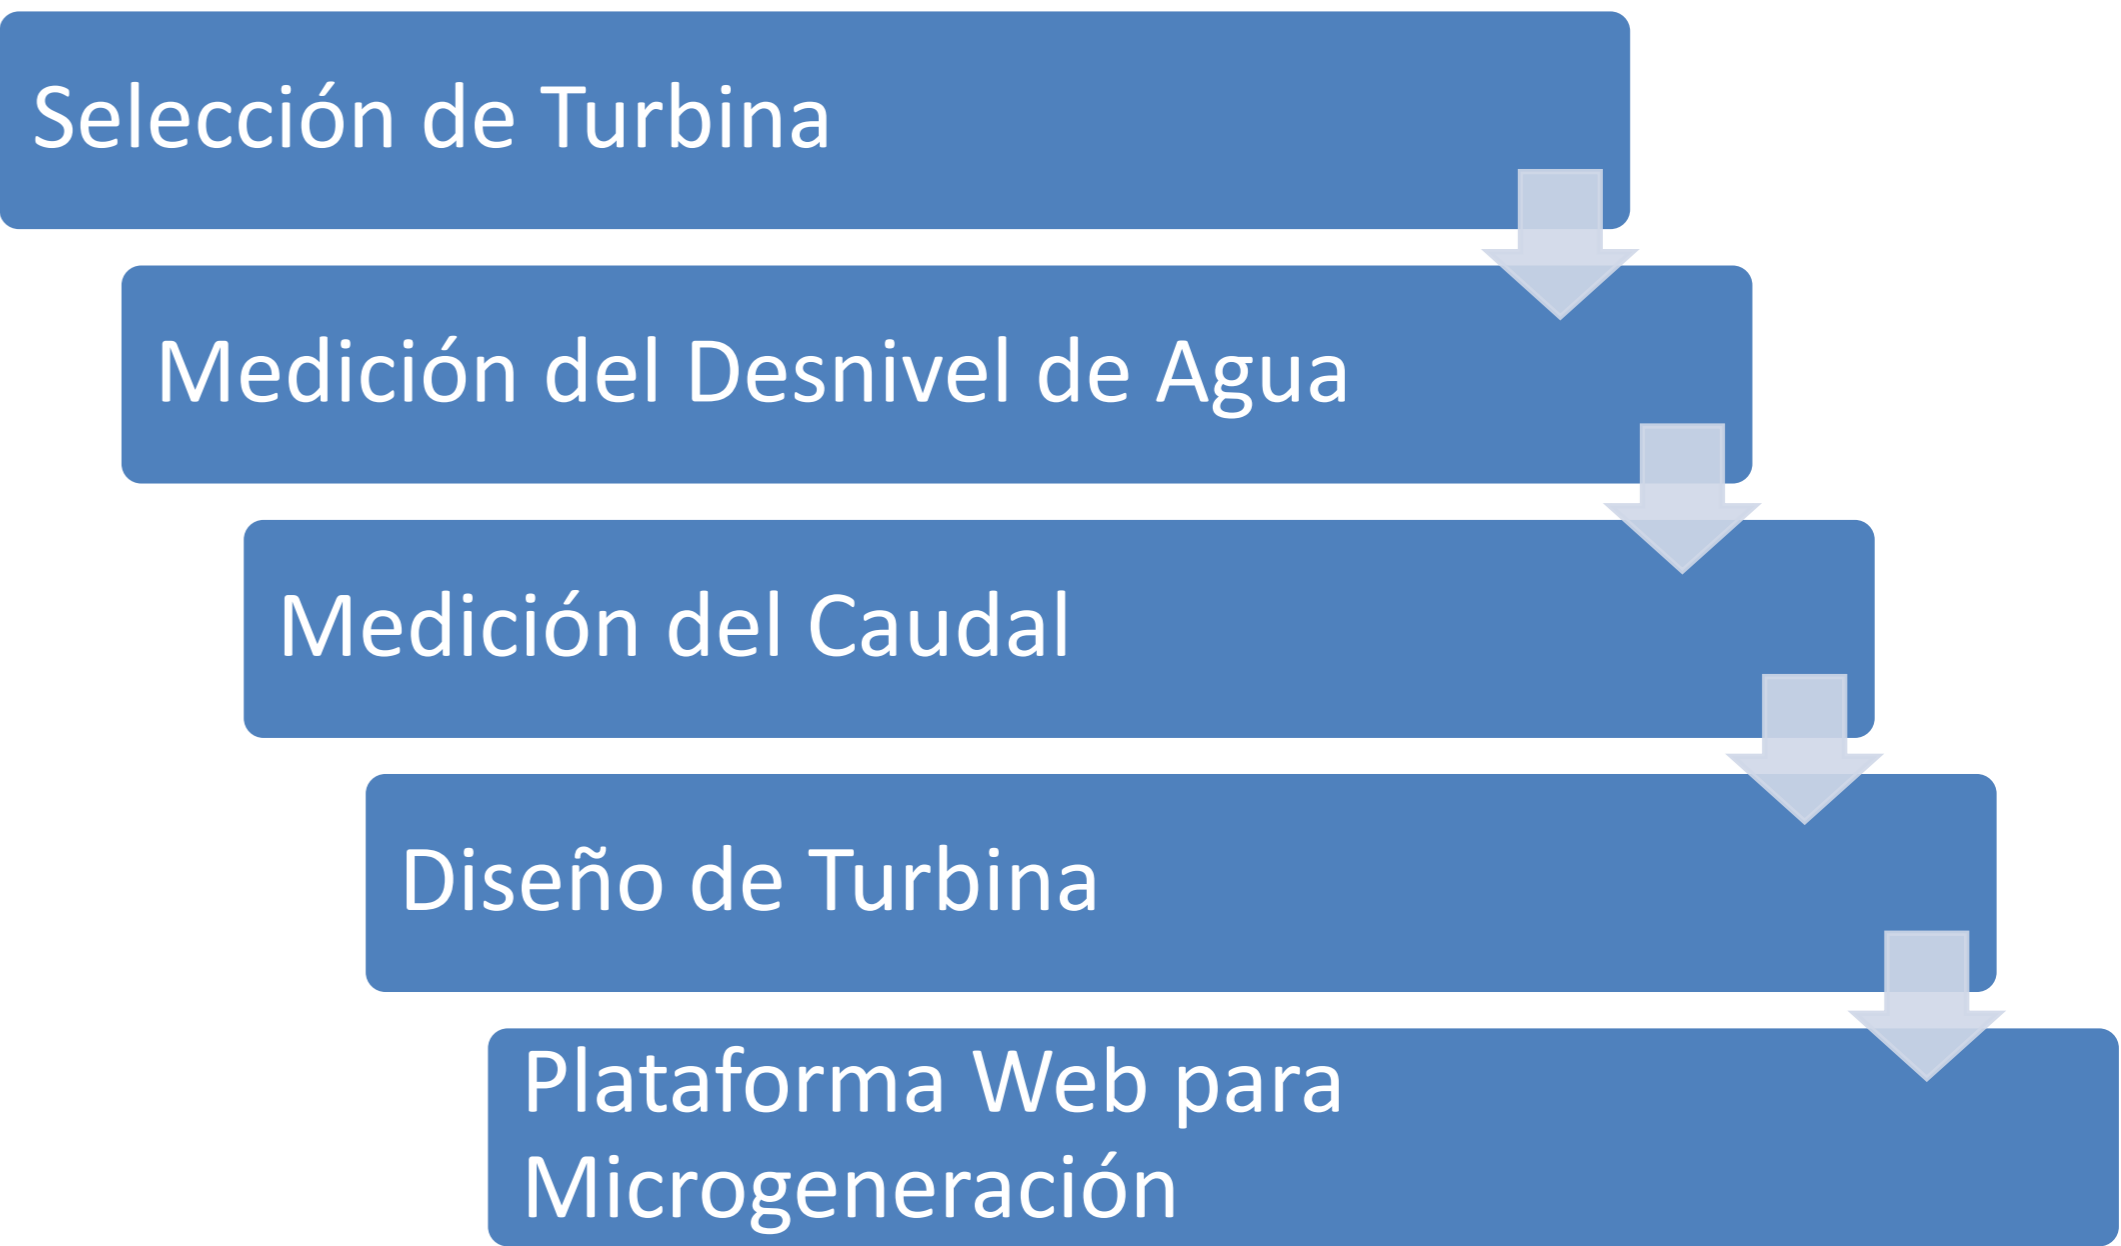 Selección de Turbina
Medición del Desnivel de Agua
Medición del Caudal
Diseño de Turbina
Plataforma Web para
Microgeneración